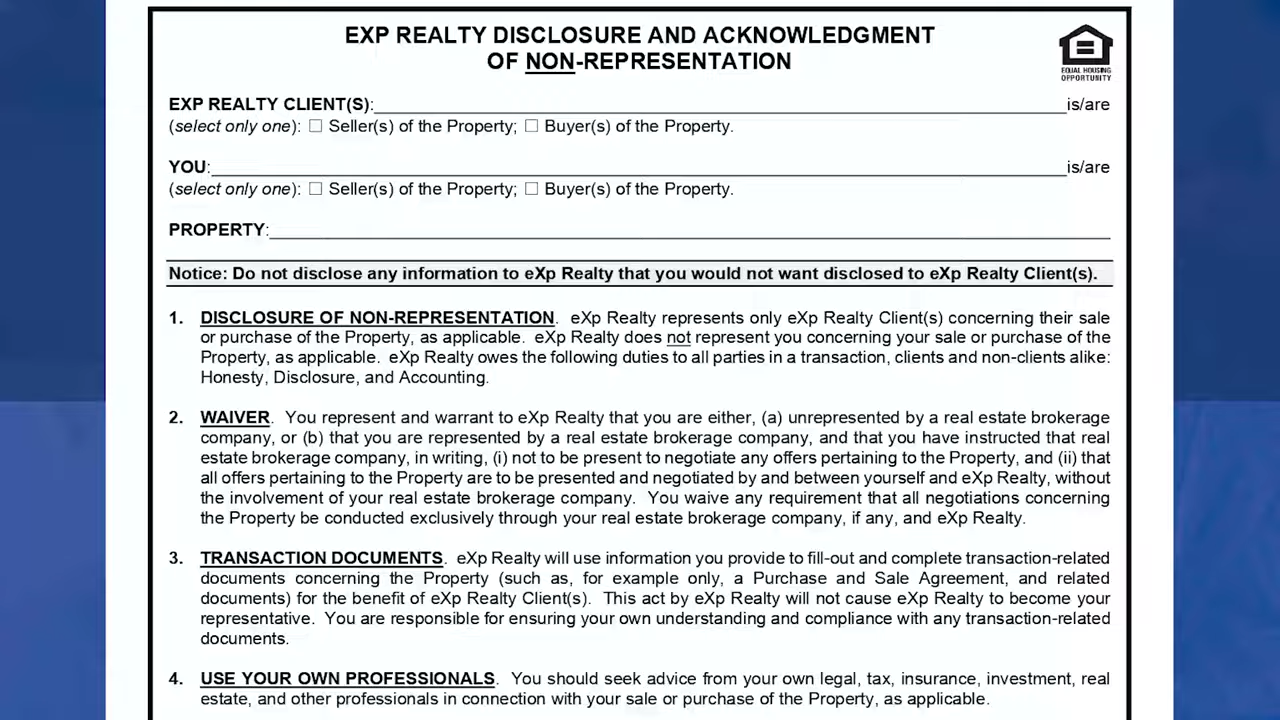 EXP REALTY DISCLOSURE AND ACKNOWLEDGMENT
OF NON-REPRESENTATION
EQUAL HOUSING
OPPORTUNITY
EXP REALTY CLIENT(S):is/are
(select only one): ☐ Seller(s) of the Property; ☐ Buyer(s) of the Property.
YOU:is/are
(select only one): ☐ Seller(s) of the Property; ☐ Buyer(s) of the Property.
PROPERTY:
Notice: Do not disclose any information to eXp Realty that you would not want disclosed to eXp Realty Client(s).
1. DISCLOSURE OF NON-REPRESENTATION. eXp Realty represents only eXp Realty Client(s) concerning their sale
or purchase of the Property, as applicable. eXp Realty does not represent you concerning your sale or purchase of the
Property, as applicable. eXp Realty owes the following duties to all parties in a transaction, clients and non-clients alike:
Honesty, Disclosure, and Accounting.
2. WAIVER. You represent and warrant to eXp Realty that you are either, (a) unrepresented by a real estate brokerage
company, or (b) that you are represented by a real estate brokerage company, and that you have instructed that real
estate brokerage company, in writing, (i) not to be present to negotiate any offers pertaining to the Property, and (ii) that
all offers pertaining to the Property are to be presented and negotiated by and between yourself and eXp Realty, without
the involvement of your real estate brokerage company. You waive any requirement that all negotiations concerning
the Property be conducted exclusively through your real estate brokerage company, if any, and eXp Realty.
3. TRANSACTION DOCUMENTS. eXp Realty will use information you provide to fill-out and complete transaction-related
documents concerning the Property (such as, for example only, a Purchase and Sale Agreement, and related
documents) for the benefit of eXp Realty Client(s). This act by eXp Realty will not cause eXp Realty to become your
representative. You are responsible for ensuring your own understanding and compliance with any transaction-related
documents.
4. USE YOUR OWN PROFESSIONALS. You should seek advice from your own legal, tax, insurance, investment, real
estate, and other professionals in connection with your sale or purchase of the Property, as applicable.